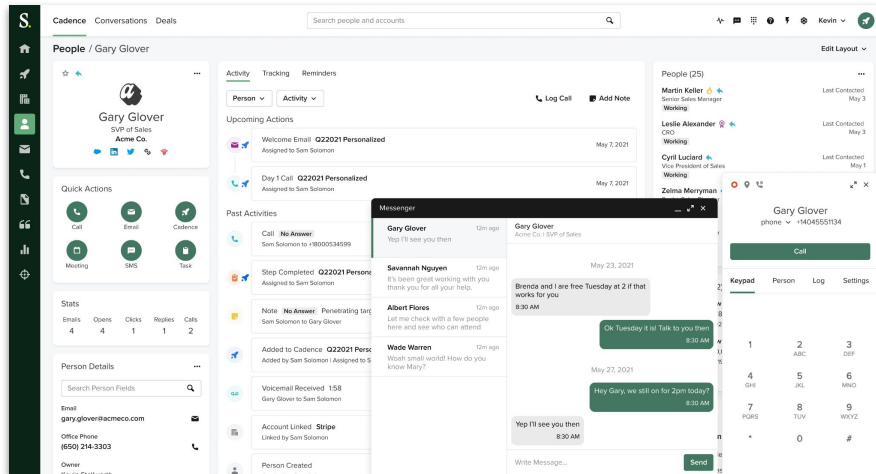 S.
Cadence Conversations Deals
Search people and accounts
Kevin
People / Gary Glover
Edit Layout
Gary Glover
SVP of Sales
Acme Co.
Quick Actions
Call
Email
Cadence
Meeting
SMS
Task
Stats
Emails Opens Clicks Replies Calls
4 4 1 1 2
Person Details
Search Person Fields
Email
gary.glover@acmeco.com
Office Phone
(650) 214-3303
Owner
Activity Tracking Reminders
Person Activity
Log Call Add Note
Upcoming Actions
Welcome Email Q22021 Personalized
Assigned to Sam Solomon
May 7, 2021
Day 1 Call Q22021 Personalized
Assigned to Sam Solomon
May 7, 2021
Past Activities
Call No Answer
Sam Solomon to +18000534599
Step Completed Q22021 Persona
Assigned to Sam Solomon
Note No Answer Penetrating targ
Sam Solomon to Gary Glover
Added to Cadence Q22021 Perso
Added by Sam Solomon | Assigned to S
Voicemail Received 1:58
Gary Glover to Sam Solomon
Account Linked Stripe
Linked by Sam Solomon
Person Created
People (25)
Martin Keller
Senior Sales Manager
Working
Last Contacted
May 3
Leslie Alexander
CRO
Working
Last Contacted
May 3
Cyril Luciard
Vice President of Sales
Working
Last Contacted
May 1
Zelma Merryman
Messenger
Gary Glover 12m ago
Yep I'll see you then
Savannah Nguyen 12m ago
It's been great working with you
thank you for all your help.
Albert Flores 12m ago
Let me check with a few people
here and see who can attend
Wade Warren 12m ago
Woah small world! How do you
know Mary?
Gary Glover
Acme Co. | SVP of Sales
May 23, 2021
Brenda and I are free Tuesday at 2 if that
works for you
8:30 AM
Ok Tuesday it is! Talk to you then
8:30 AM
May 27, 2021
Hey Gary, we still on for 2pm today?
8:30 AM
Yep I'll see you then
8:30 AM
Write Message...
Send
Gary Glover
phone +14045551134
Call
Keypad Person Log Settings
1 2 3
ABC DEF
4 5 6
GHI JKL MNO
7 8 9
PQRS TUV WXYZ
* 0 #